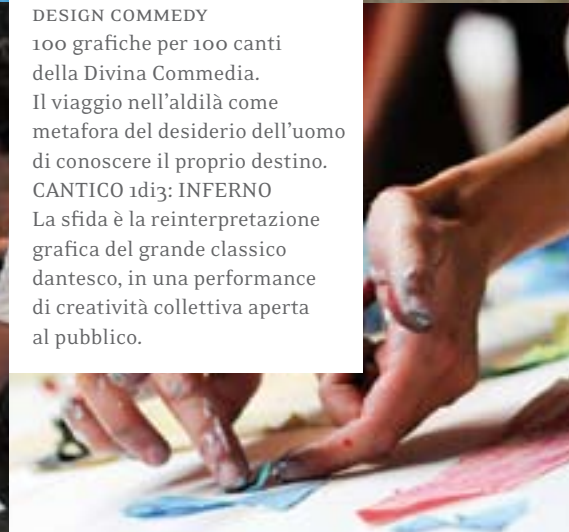 DESIGN COMMEDY
100 grafiche per 100 canti
della Divina Commedia.
Il viaggio nell’aldilà come
metafora del desiderio dell’uomo
di conoscere il proprio destino.
CANTICO 1di3: INFERNO
La sfida è la reinterpretazione
grafica del grande classico
dantesco, in una performance
di creatività collettiva aperta
al pubblico.